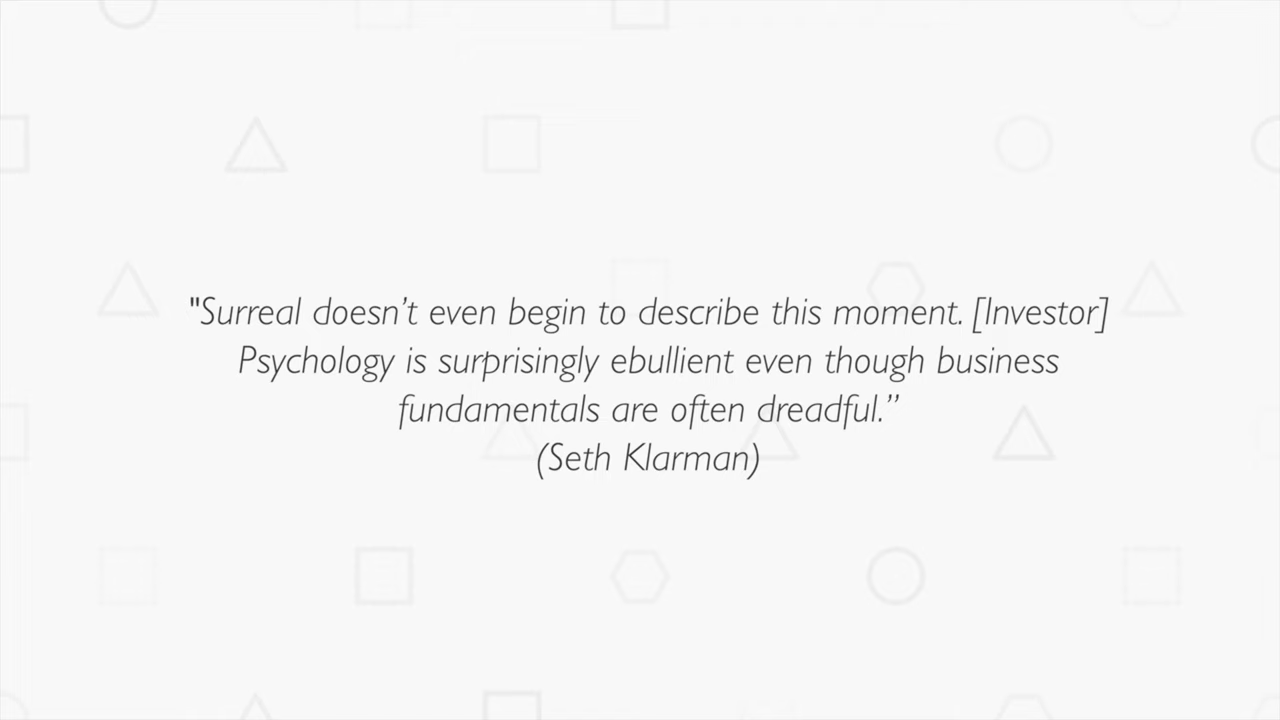 "Surreal doesn’t even begin to describe this moment. [Investor]
Psychology is surprisingly ebullient even though business
fundamentals are often dreadful.”
(Seth Klarman)